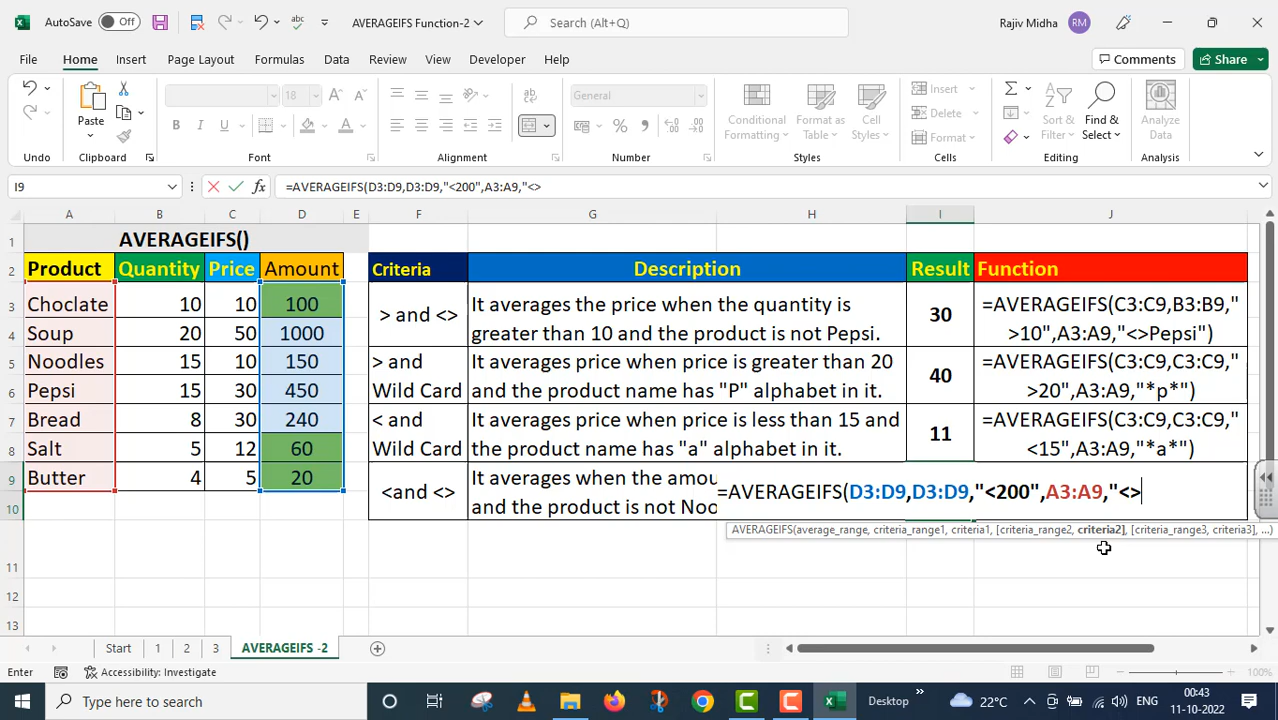 AutoSave Off AVERAGEIFS Function-2 Search (Alt+Q) Rajiv Midha RM
File Home Insert Page Layout Formulas Data Review View Developer Help Comments Share
Paste
18
General
Conditional Formatting
Format as Table
Cell Styles
Insert
Delete
Format
Sort & Filter
Find & Select
Analyze Data
Undo Clipboard Font Alignment Number Styles Cells Editing Analysis
I9 fx =AVERAGEIFS(D3:D9,D3:D9,"<200",A3:A9,"<>
A B C D E F G H I J
1 AVERAGEIFS()
2 Product Quantity Price Amount Criteria Description Result Function
3 Choclate 10 10 100
4 Soup 20 50 1000
5 Noodles 15 10 150
6 Pepsi 15 30 450
7 Bread 8 30 240
8 Salt 5 12 60
9 Butter 4 5 20
10
11
12
13
> and <>
It averages the price when the quantity is
greater than 10 and the product is not Pepsi.
30
=AVERAGEIFS(C3:C9,B3:B9,"
>10",A3:A9,"<>Pepsi")
> and
Wild Card
It averages price when price is greater than 20
and the product name has "P" alphabet in it.
40
=AVERAGEIFS(C3:C9,C3:C9,"
>20",A3:A9,"*p*")
< and
Wild Card
It averages price when price is less than 15 and
the product name has "a" alphabet in it.
11
=AVERAGEIFS(C3:C9,C3:C9,"
<15",A3:A9,"*a*")
<and <>
It averages when the amou
and the product is not Noo
=AVERAGEIFS(D3:D9,D3:D9,"<200",A3:A9,"<>
AVERAGEIFS(average_range, criteria_range1, criteria1, [criteria_range2, criteria2], [criteria_range3, criteria3], ...)
Start 1 2 3 AVERAGEIFS -2
Enter Accessibility: Investigate 100%
Type here to search Desktop 22°C ENG 00:43
11-10-2022